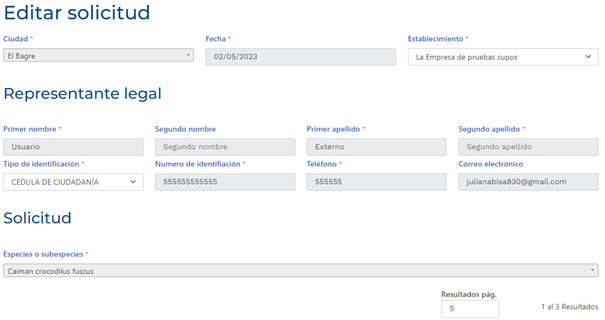 Editar solicitud
Ciudad * Fecha * Establecimiento *
El Bagre 02/05/2023 La Empresa de pruebas cupos
Representante legal
Primer nombre * Segundo nombre Primer apellido * Segundo apellido *
Usuario Segundo nombre Externo Segundo apellido
Tipo de identificación * Numero de identifiación * Teléfono * Correo electrónico
CÉDULA DE CIUDADANÍA 555555555555 555555 julianabisa830@gmail.com
Solicitud
Especies o subespecies *
Caiman crocodilus fuscus
Resultados pág.
5 1 al 3 Resultados